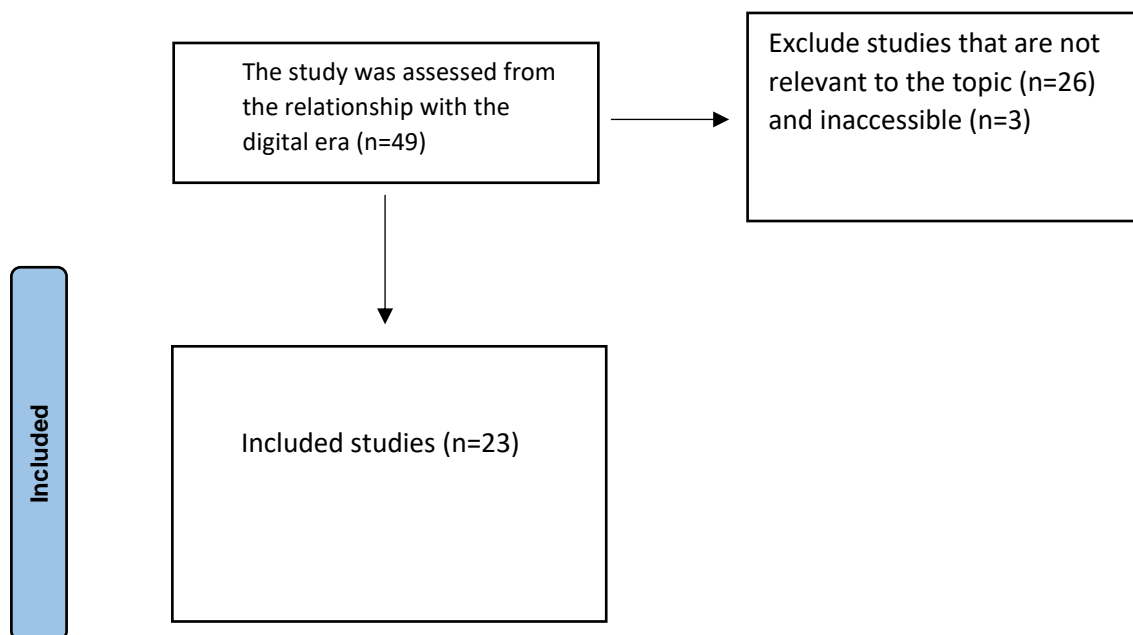 The study was assessed from
the relationship with the
digital era (n=49)
Exclude studies that are not
relevant to the topic (n=26)
and inaccessible (n=3)
Included
Included studies (n=23)